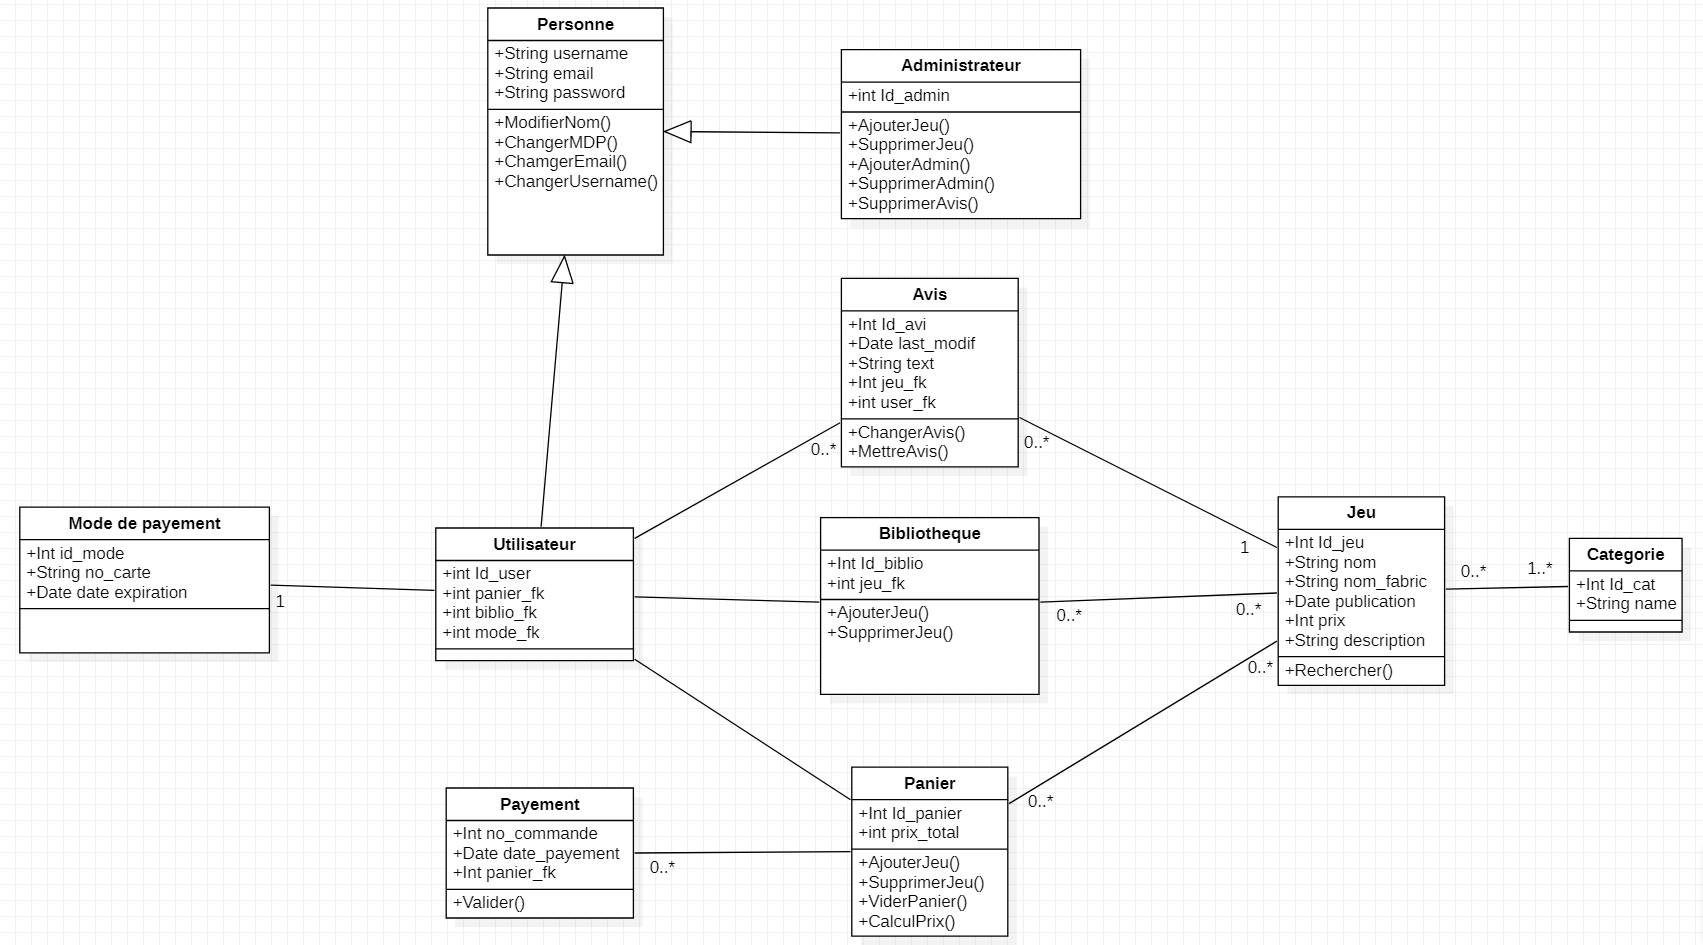 Personne
+String username
+String email
+String password
+ModifierNom()
+ChangerMDP()
+ChamgerEmail()
+ChangerUsername()
Administrateur
+int Id_admin
+AjouterJeu()
+SupprimerJeu()
+AjouterAdmin()
+SupprimerAdmin()
+SupprimerAvis()
Avis
+Int Id_avi
+Date last_modif
+String text
+Int jeu_fk
+int user_fk
+ChangerAvis()
+MettreAvis()
0..*
0..*
Mode de payement
+Int id_mode
+String no_carte
+Date date expiration
1
Utilisateur
+int Id_user
+int panier_fk
+int biblio_fk
+int mode_fk
Bibliotheque
+Int Id_biblio
+int jeu_fk
+AjouterJeu()
+SupprimerJeu()
0..*
0..*
1
Jeu
+Int Id_jeu
+String nom
+String nom_fabric
+Date publication
+Int prix
+String description
+Rechercher()
0..*
0..*
1..*
Categorie
+Int Id_cat
+String name
Payement
+Int no_commande
+Date date_payement
+Int panier_fk
+Valider()
0..*
Panier
+Int Id_panier
+int prix_total
+AjouterJeu()
+SupprimerJeu()
+ViderPanier()
+CalculPrix()
0..*